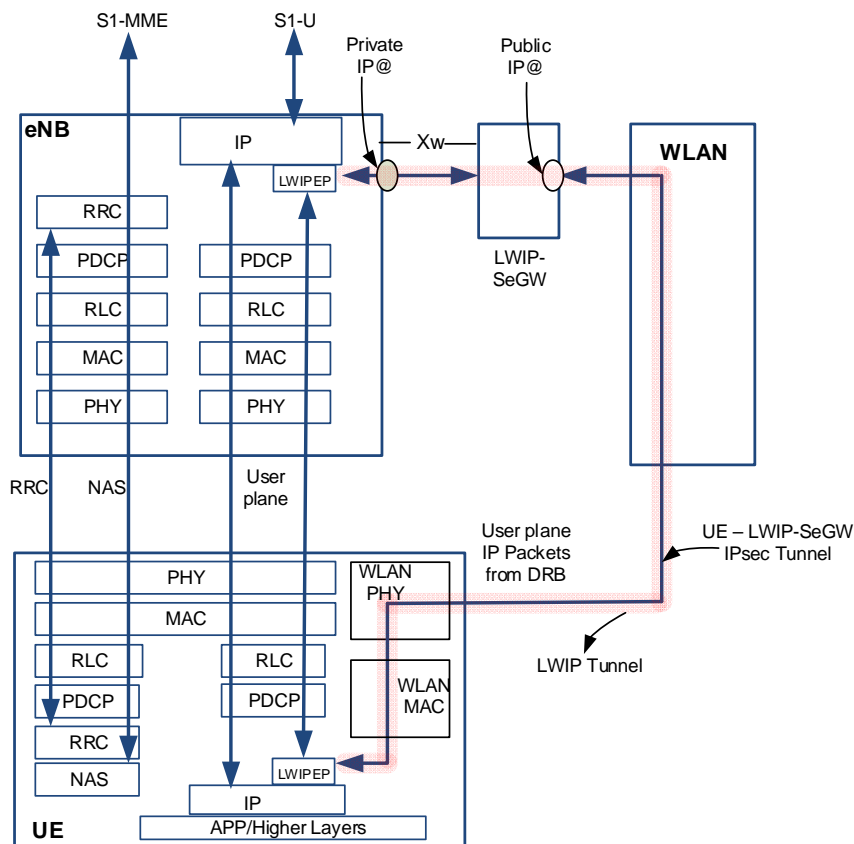 S1-MME
S1-U
Private
IP@
Public
IP@
eNB
IP
Xw
WLAN
LWIPEP
RRC
PDCP
PDCP
LWIP-
SeGW
RLC
RLC
MAC
MAC
PHY
PHY
RRC
NAS
User
plane
User plane
IP Packets
from DRB
UE – LWIP-SeGW
IPsec Tunnel
PHY
WLAN
PHY
MAC
LWIP Tunnel
RLC
RLC
WLAN
MAC
PDCP
PDCP
RRC
NAS
LWIPEP
IP
APP/Higher Layers
UE